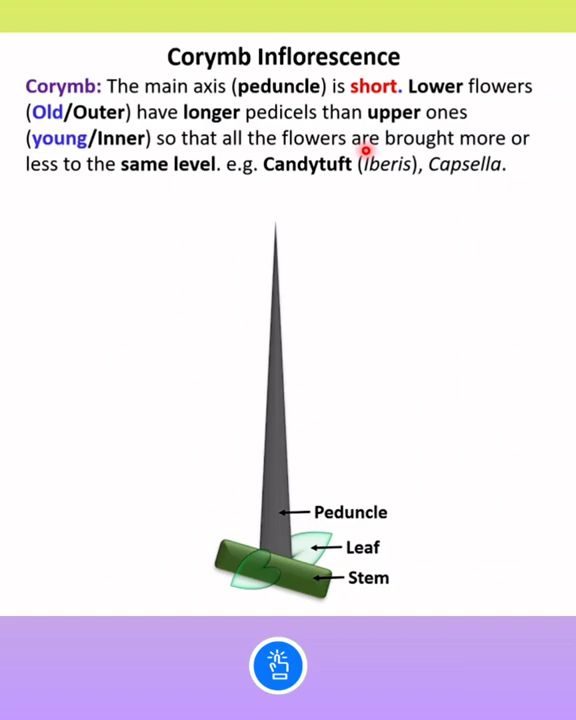 Corymb Inflorescence
Corymb: The main axis (peduncle) is short. Lower flowers
(Old/Outer) have longer pedicels than upper ones
(young/Inner) so that all the flowers are brought more or
less to the same level. e.g. Candytuft (Iberis), Capsella.
Peduncle
Leaf
Stem